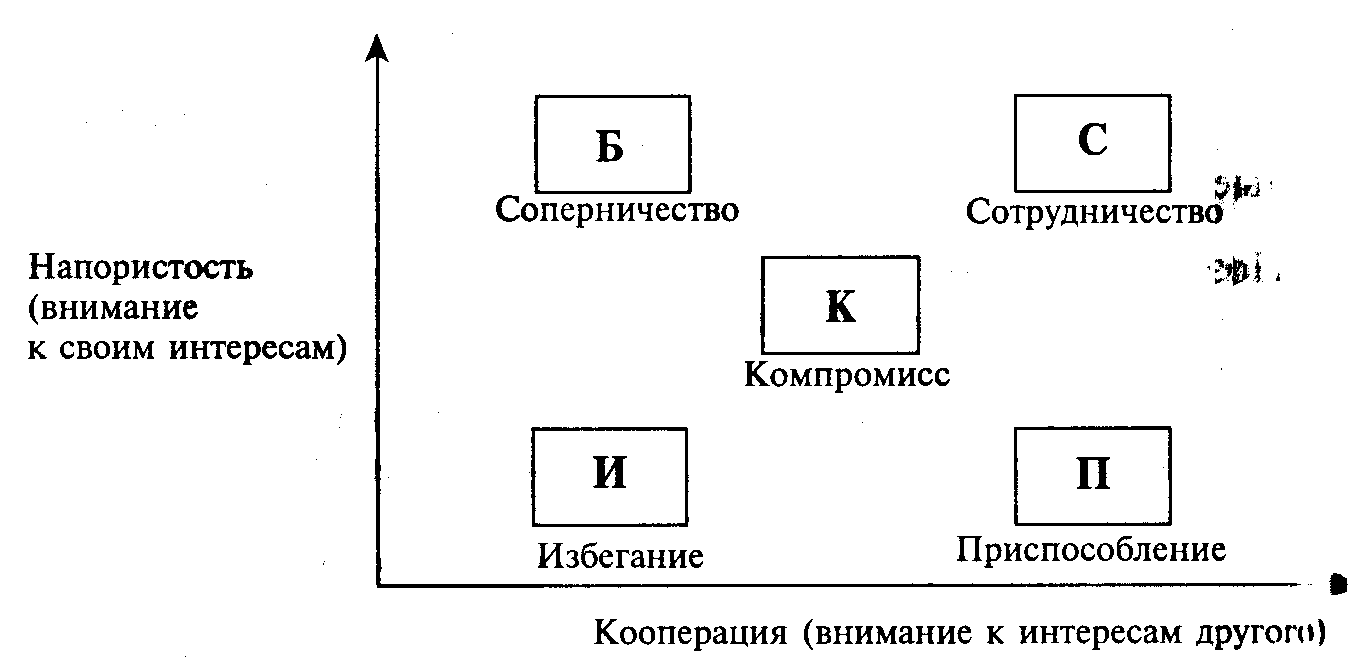 Б
С
Соперничество
Сотрудничество
Напористость
(внимание
к своим интересам)
К
Компромисс
И
П
Избегание
Приспособление
Кооперация (внимание к интересам другого)